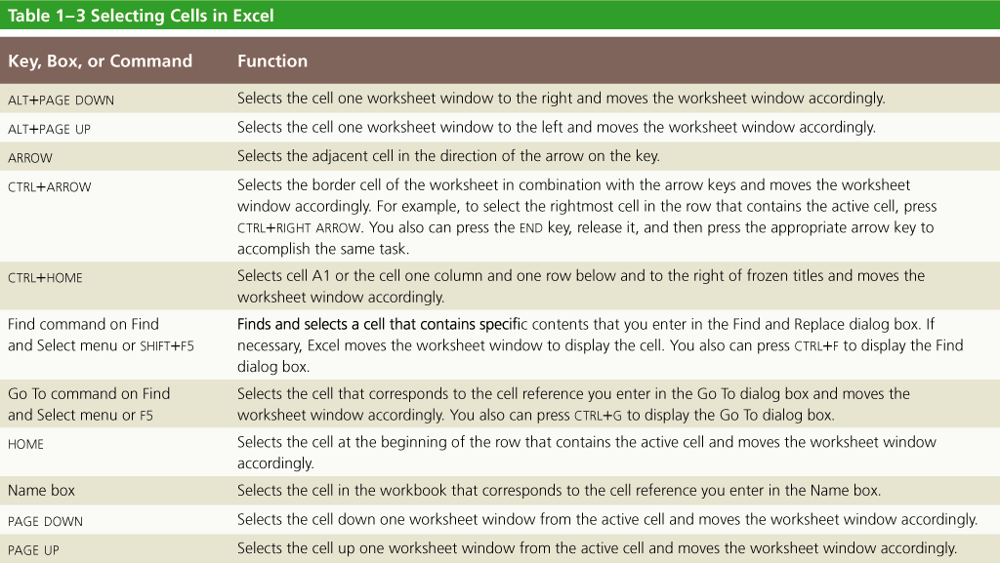 Table 1–3 Selecting Cells in Excel
Key, Box, or Command Function
ALT+PAGE DOWN Selects the cell one worksheet window to the right and moves the worksheet window accordingly.
ALT+PAGE UP Selects the cell one worksheet window to the left and moves the worksheet window accordingly.
ARROW Selects the adjacent cell in the direction of the arrow on the key.
CTRL+ARROW Selects the border cell of the worksheet in combination with the arrow keys and moves the worksheet
window accordingly. For example, to select the rightmost cell in the row that contains the active cell, press
CTRL+RIGHT ARROW. You also can press the END key, release it, and then press the appropriate arrow key to
accomplish the same task.
CTRL+HOME Selects cell A1 or the cell one column and one row below and to the right of frozen titles and moves the
worksheet window accordingly.
Find command on Find Finds and selects a cell that contains specific contents that you enter in the Find and Replace dialog box. If
and Select menu or SHIFT+F5 necessary, Excel moves the worksheet window to display the cell. You also can press CTRL+F to display the Find
dialog box.
Go To command on Find Selects the cell that corresponds to the cell reference you enter in the Go To dialog box and moves the
and Select menu or F5 worksheet window accordingly. You also can press CTRL+G to display the Go To dialog box.
HOME Selects the cell at the beginning of the row that contains the active cell and moves the worksheet window
accordingly.
Name box Selects the cell in the workbook that corresponds to the cell reference you enter in the Name box.
PAGE DOWN Selects the cell down one worksheet window from the active cell and moves the worksheet window accordingly.
PAGE UP Selects the cell up one worksheet window from the active cell and moves the worksheet window accordingly.